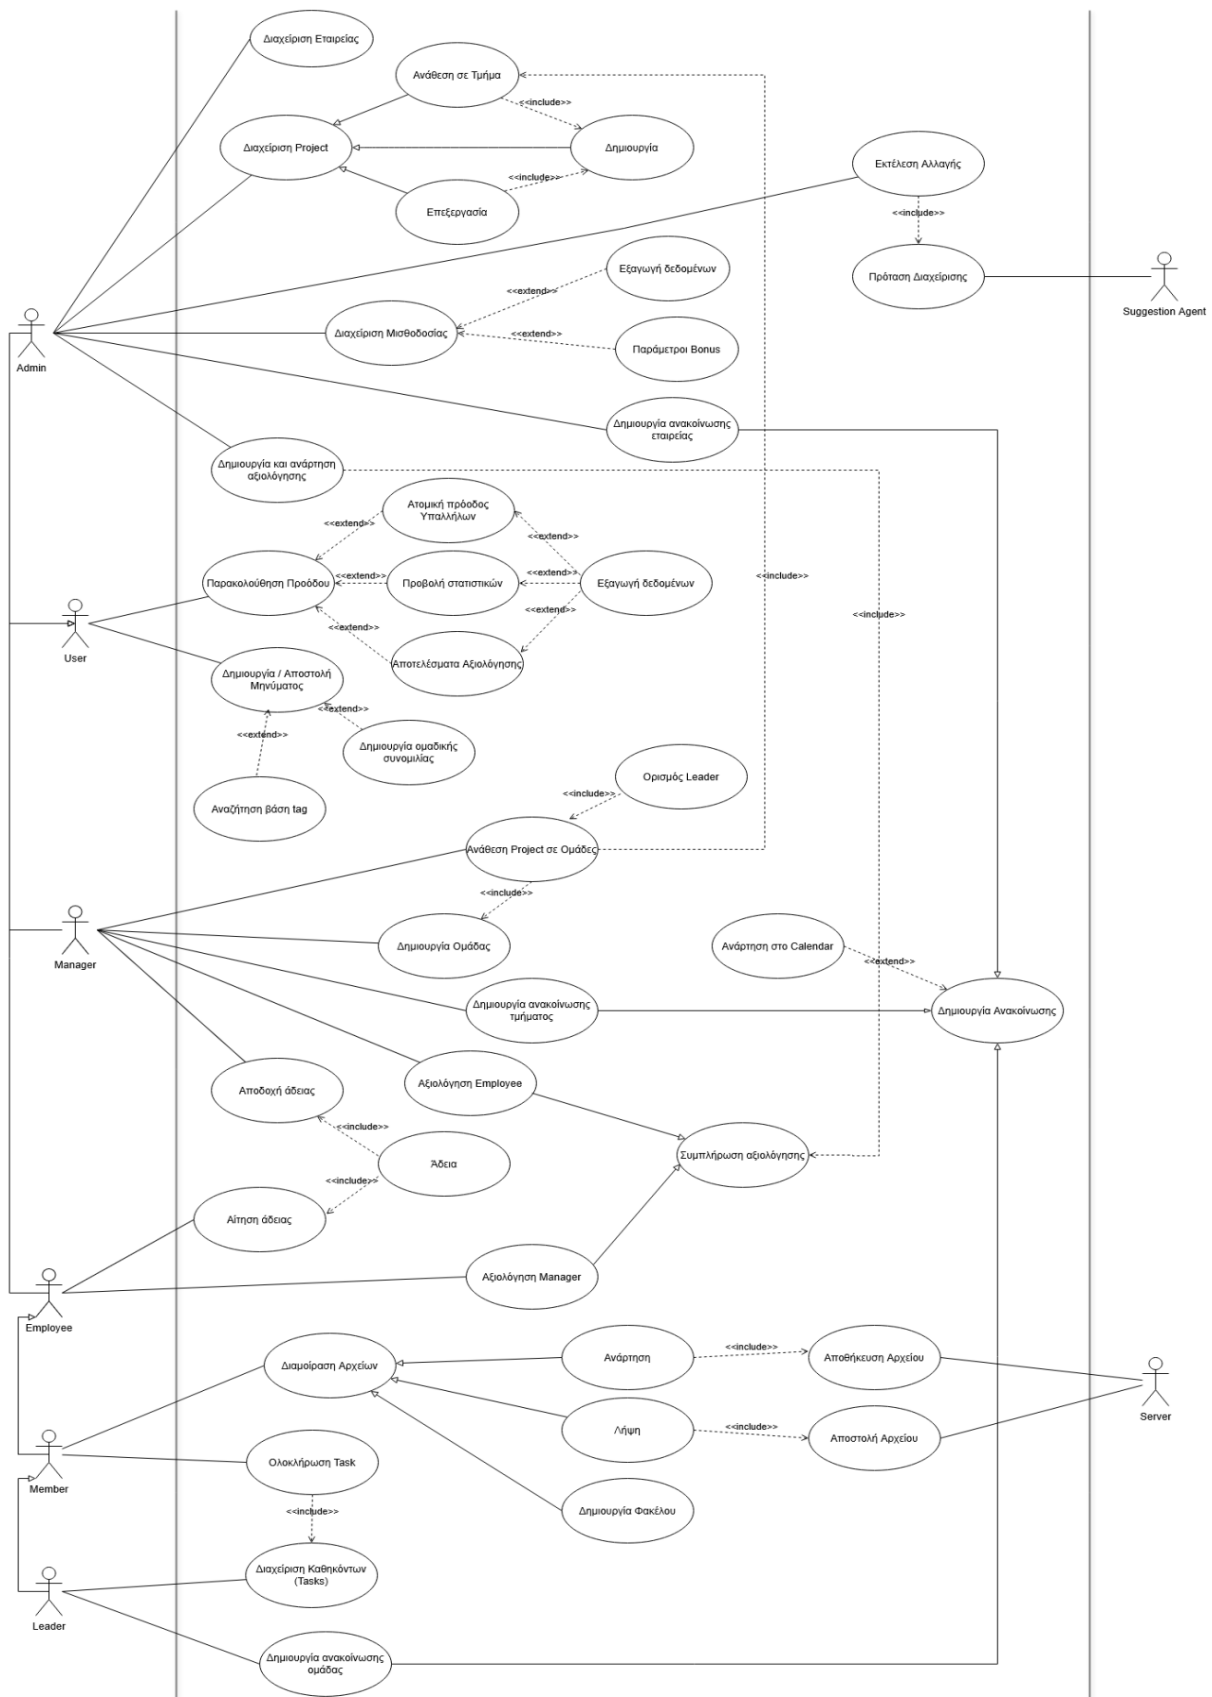 Διαχείριση Εταιρείας
Ανάθεση σε Τμήμα
<<include>>
Διαχείριση Project
Δημιουργία
<<include>>
Επεξεργασία
Εκτέλεση Αλλαγής
<<include>>
Πρόταση Διαχείρισης
Suggestion Agent
Εξαγωγή δεδομένων
<<extend>>
Admin
Διαχείριση Μισθοδοσίας
<<extend>>
Παράμετροι Bonus
Δημιουργία ανακοίνωσης
εταιρείας
Δημιουργία και ανάρτηση
αξιολόγησης
Ατομική πρόοδος
Υπαλλήλων
<<extend>>
<<extend>>
Παρακολούθηση Προόδου
<<extend>>
Προβολή στατιστικών
<<extend>>
Εξαγωγή δεδομένων
<<include>>
<<extend>>
<<include>>
<<extend>>
User
Αποτελέσματα Αξιολόγησης
Δημιουργία / Αποστολή
Μηνύματος
<<extend>>
<<extend>>
Δημιουργία ομαδικής
συνομιλίας
Αναζήτηση βάση tag
Ορισμός Leader
<<include>>
Ανάθεση Project σε Ομάδες
<<include>>
Manager
Δημιουργία Ομάδας
Ανάρτηση στο Calendar
<<extend>>
Δημιουργία ανακοίνωσης
τμήματος
Δημιουργία Ανακοίνωσης
Αποδοχή άδειας
Αξιολόγηση Employee
<<include>>
Άδεια
Συμπλήρωση αξιολόγησης
<<include>>
Αίτηση άδειας
Αξιολόγηση Manager
Employee
Διαμοίραση Αρχείων
Ανάρτηση
<<include>>
Αποθήκευση Αρχείου
Server
Λήψη
<<include>>
Αποστολή Αρχείου
Member
Ολοκλήρωση Task
<<include>>
Δημιουργία Φακέλου
Διαχείριση Καθηκόντων
(Tasks)
Leader
Δημιουργία ανακοίνωσης
ομάδας